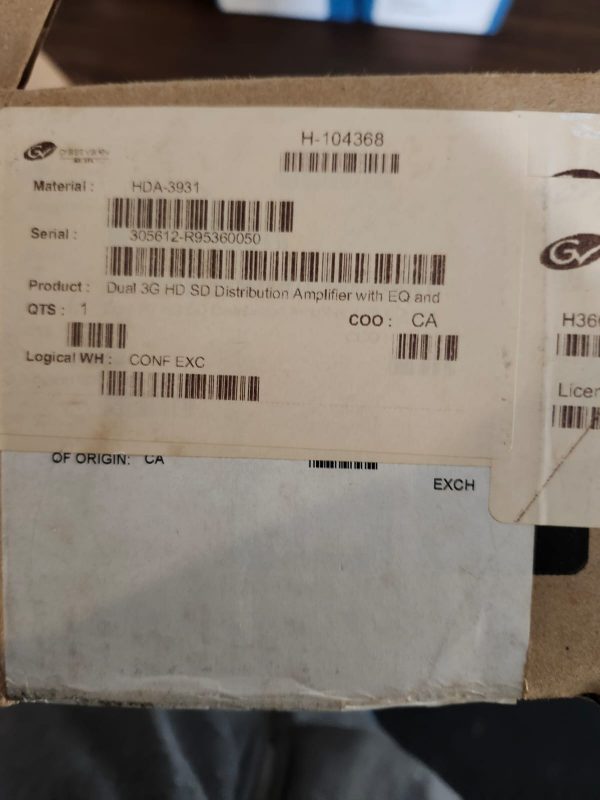 H-104368
Material : HDA-3931
Serial : 305612-R95360050
Product : Dual 3G HD SD Distribution Amplifier with EQ and
QTS : 1
COO : CA
Logical WH : CONF EXC
OF ORIGIN: CA
EXCH
GV
H36
Licen